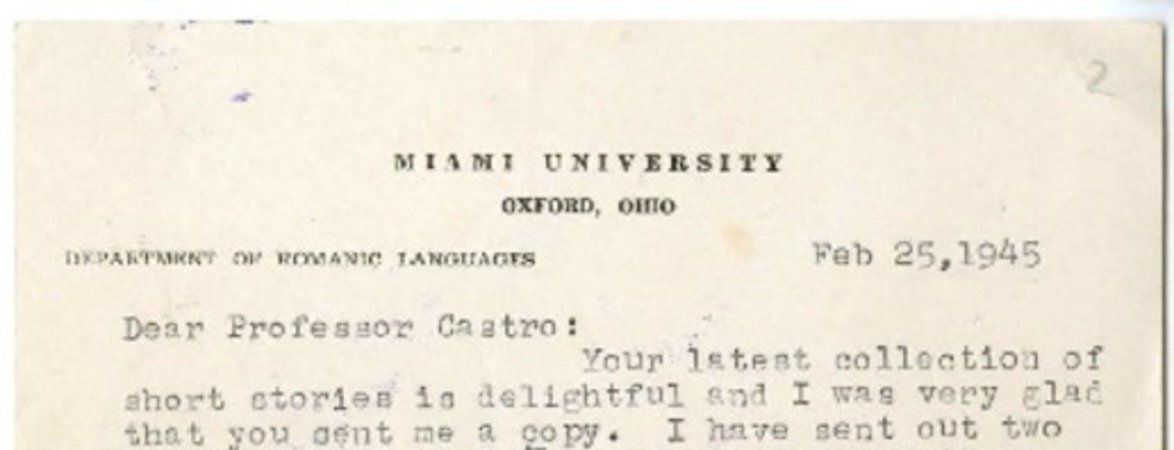 2
MIAMI UNIVERSITY
OXFORD, OHIO
DEPARTMENT OF ROMANIC LANGUAGES Feb 25,1945
Dear Professor Castro:
Your latest collection of
short stories is delightful and I was very glad
that you sent me a copy. I have sent out two